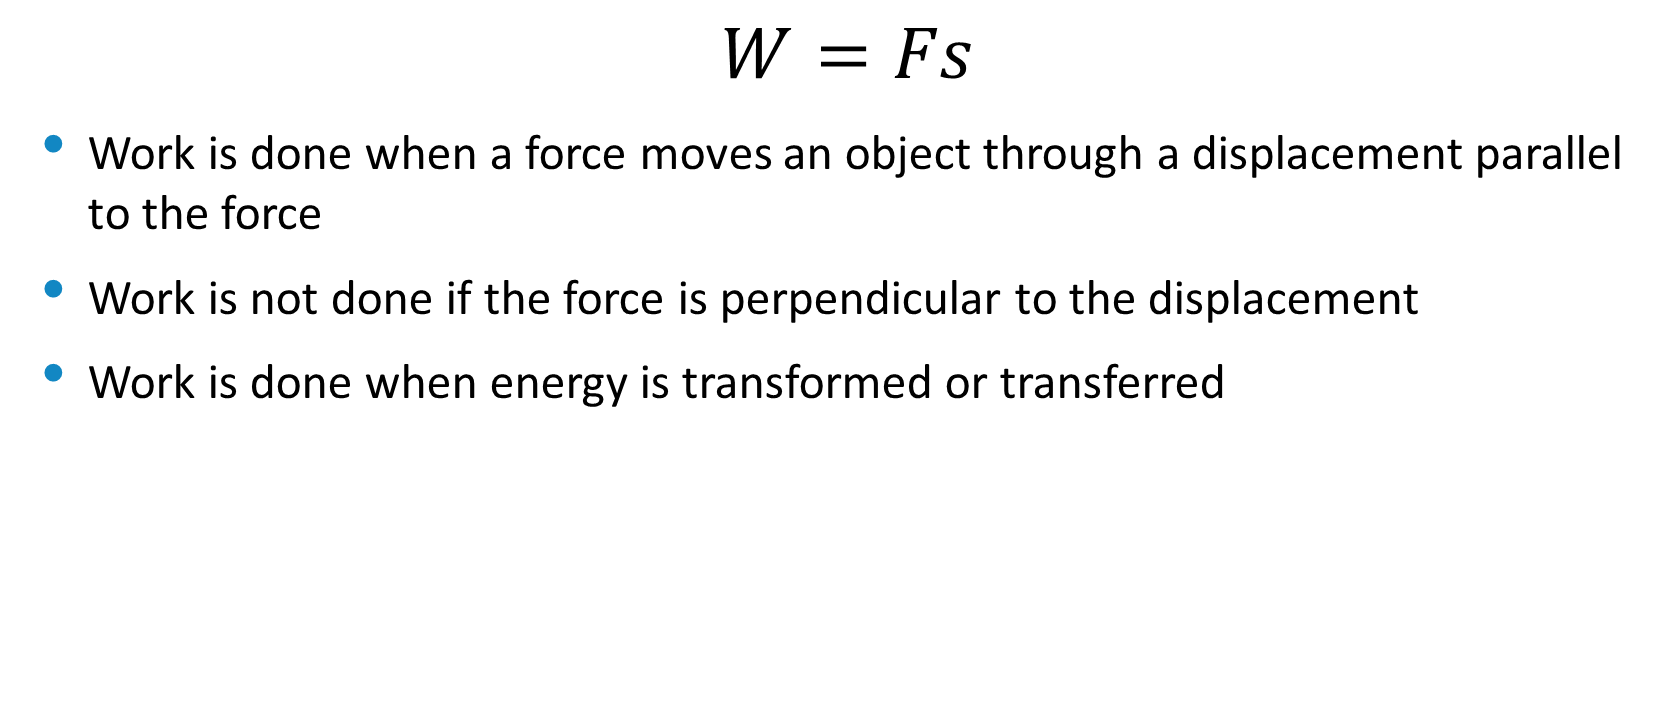 W = Fs
• Work is done when a force moves an object through a displacement parallel
to the force
• Work is not done if the force is perpendicular to the displacement
• Work is done when energy is transformed or transferred